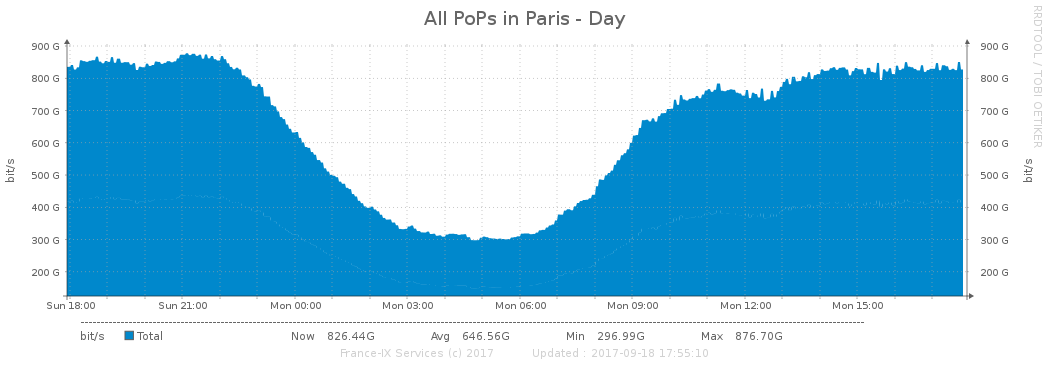 All PoPs in Paris - Day
RRDTOOL / TOBI OETIKER
bit/s
900 G
800 G
700 G
600 G
500 G
400 G
300 G
200 G
900 G
800 G
700 G
600 G
500 G
400 G
300 G
200 G
bit/s
Sun 18:00 Sun 21:00 Mon 00:00 Mon 03:00 Mon 06:00 Mon 09:00 Mon 12:00 Mon 15:00
bit/s Total Now 826.44G Avg 646.56G Min 296.99G Max 876.70G
France-IX Services (c) 2017 Updated : 2017-09-18 17:55:10